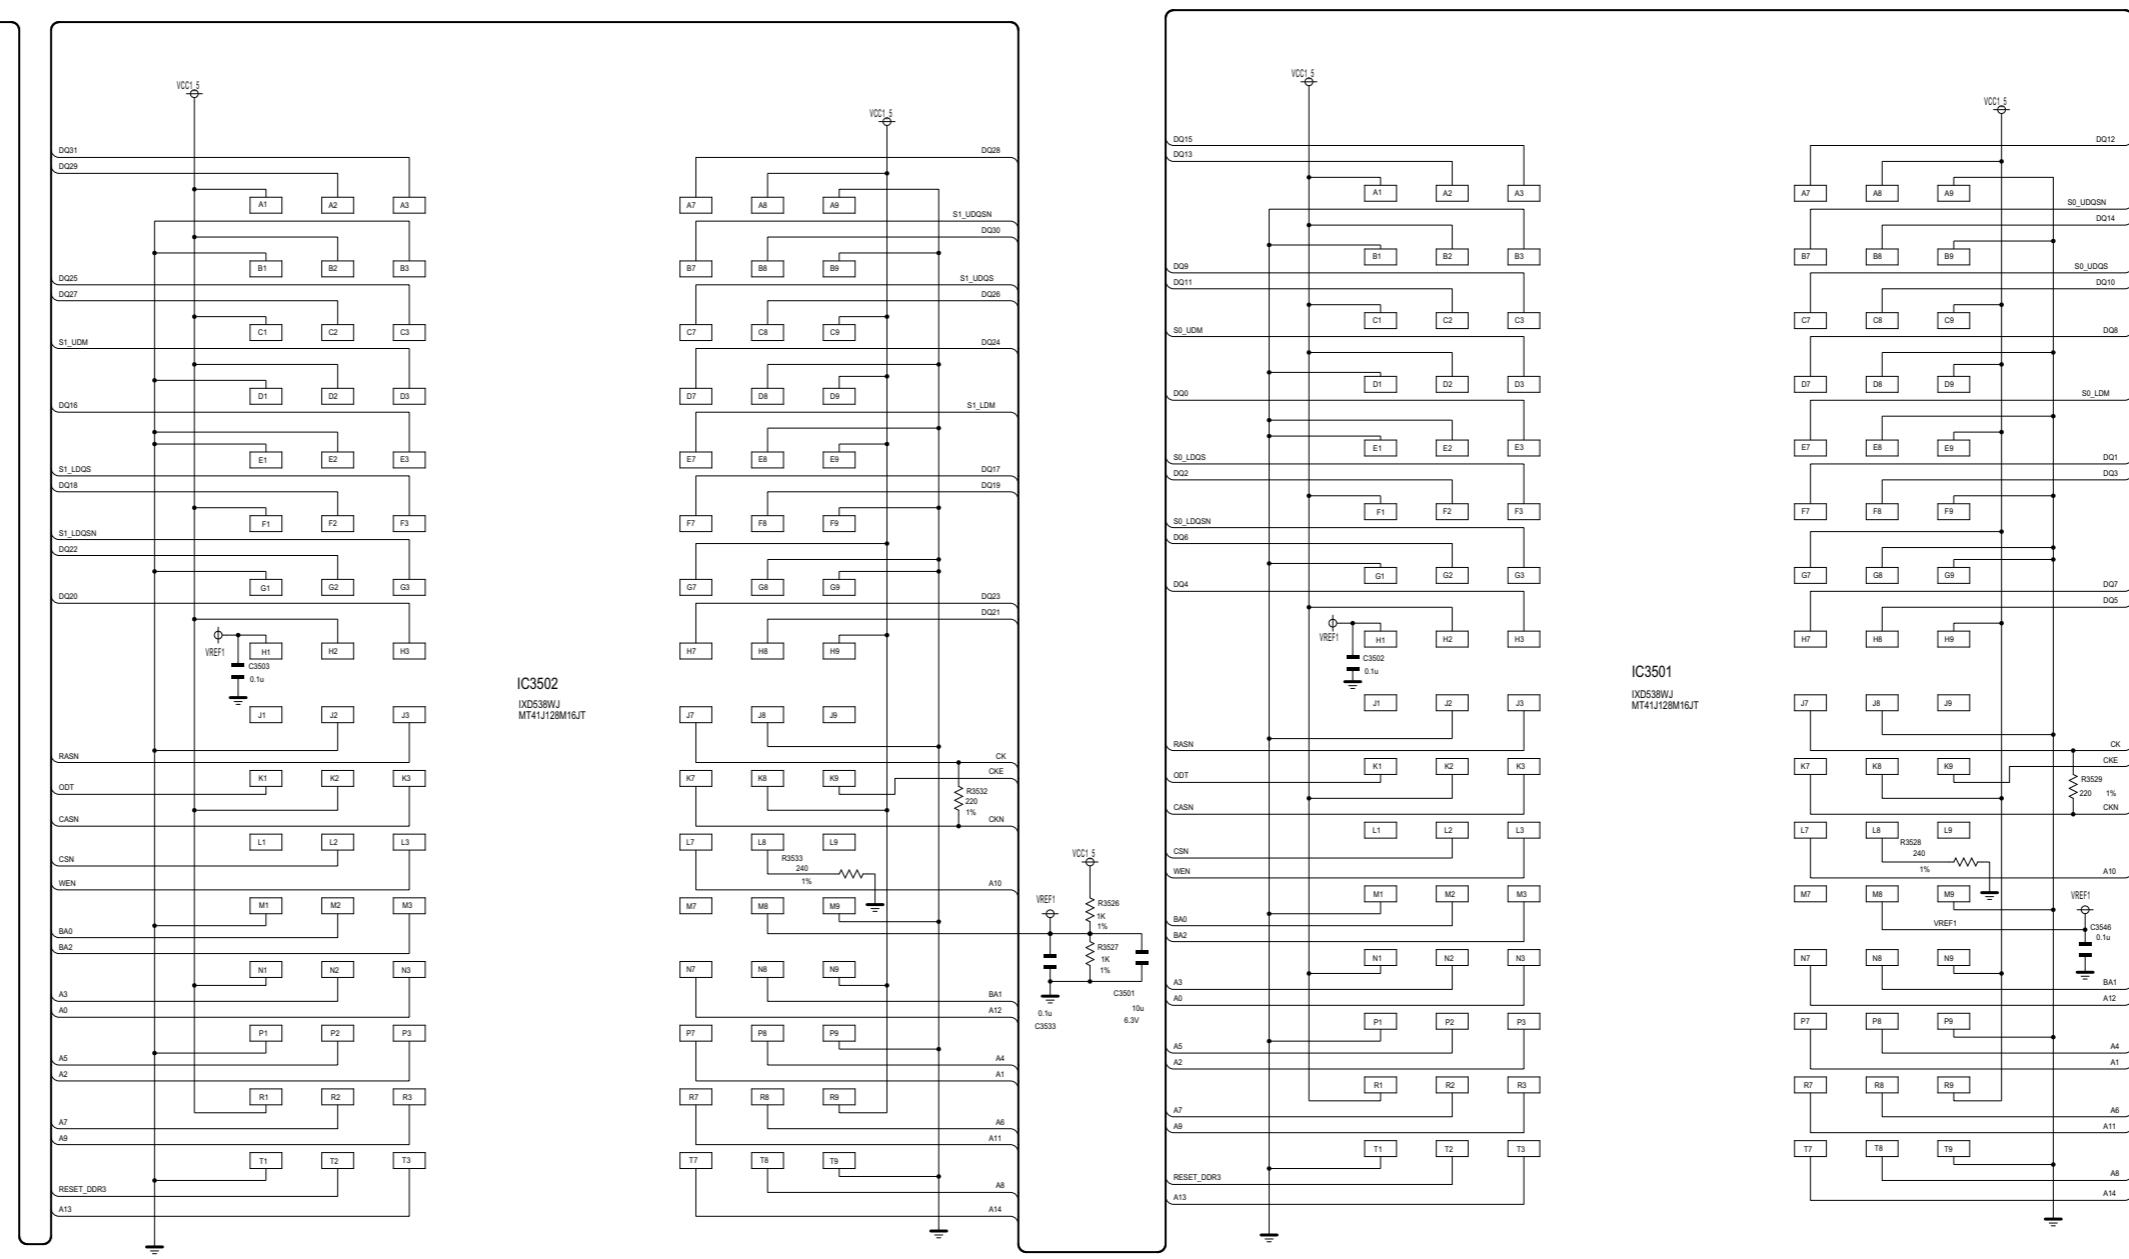 VCC1_5
VCC1_5
DQ31
DQ29
DQ28
A1 A2 A3 A7 A8 A9
S1_UDQSN
DQ30
B1 B2 B3 B7 B8 B9
DQ25
DQ27
S1_UDQS
DQ26
C1 C2 C3 C7 C8 C9
S1_UDM
DQ24
D1 D2 D3 D7 D8 D9
DQ16
S1_LDM
E1 E2 E3 E7 E8 E9
S1_LDQS
DQ18
DQ17
DQ19
F1 F2 F3 F7 F8 F9
S1_LDQSN
DQ22
G1 G2 G3 G7 G8 G9
DQ20
DQ23
DQ21
VREF1
H1 H2 H3 H7 H8 H9
C3503
0.1u
IC3502
IXD538WJ
MT41J128M16JT
J1 J2 J3 J7 J8 J9
RASN
CK
CKE
K1 K2 K3 K7 K8 K9
ODT
R3532
220
1%
CASN
CKN
L1 L2 L3 L7 L8 L9
CSN
R3533
240
1%
WEN
A10
M1 M2 M3 M7 M8 M9
BA0
BA2
N1 N2 N3 N7 N8 N9
A3
A0
BA1
A12
P1 P2 P3 P7 P8 P9
A5
A2
A4
A1
R1 R2 R3 R7 R8 R9
A7
A9
A6
A11
T1 T2 T3 T7 T8 T9
RESET_DDR3
A13
A8
A14
VCC1_5
VREF1
R3526
1K
1%
R3527
1K
1%
0.1u
C3533
C3501
10u
6.3V
VCC1_5
VCC1_5
DQ15
DQ13
DQ12
A1 A2 A3 A7 A8 A9
S0_UDQSN
DQ14
B1 B2 B3 B7 B8 B9
DQ9
DQ11
S0_UDQS
DQ10
C1 C2 C3 C7 C8 C9
S0_UDM
DQ8
D1 D2 D3 D7 D8 D9
DQ0
S0_LDM
E1 E2 E3 E7 E8 E9
S0_LDQS
DQ2
DQ1
DQ3
F1 F2 F3 F7 F8 F9
S0_LDQSN
DQ6
G1 G2 G3 G7 G8 G9
DQ4
DQ7
DQ5
VREF1
H1 H2 H3 H7 H8 H9
C3502
0.1u
IC3501
IXD538WJ
MT41J128M16JT
J1 J2 J3 J7 J8 J9
RASN
CK
CKE
K1 K2 K3 K7 K8 K9
ODT
R3529
220 1%
CASN
CKN
L1 L2 L3 L7 L8 L9
CSN
R3528
240
1%
WEN
A10
M1 M2 M3 M7 M8 M9
VREF1
BA0
BA2
VREF1
C3546
0.1u
N1 N2 N3 N7 N8 N9
A3
A0
BA1
A12
P1 P2 P3 P7 P8 P9
A5
A2
A4
A1
R1 R2 R3 R7 R8 R9
A7
A9
A6
A11
T1 T2 T3 T7 T8 T9
RESET_DDR3
A13
A8
A14